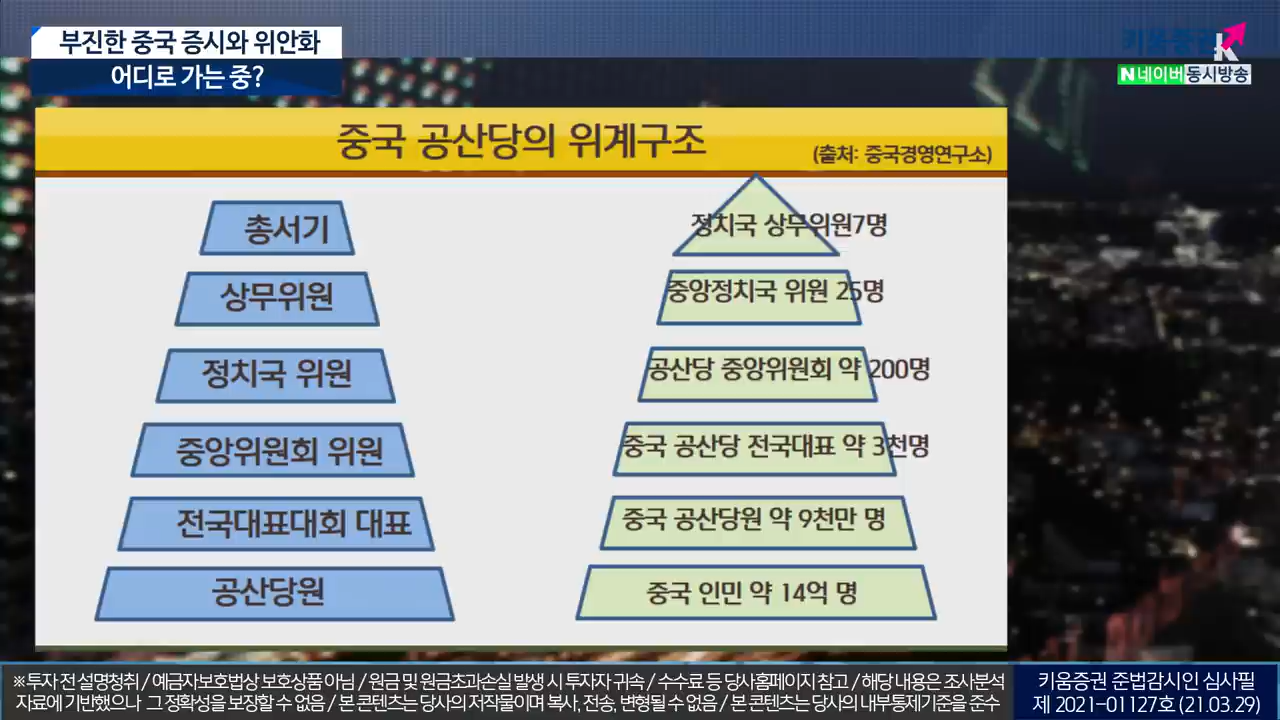 부진한 중국 증시와 위안화
어디로 가는 중?
키움증권
N 네이버 동시방송
중국 공산당의 위계구조
(출처: 중국경영연구소)
총서기
상무위원
정치국 위원
중앙위원회 위원
전국대표대회 대표
공산당원
정치국 상무위원7명
중앙정치국 위원 25명
공산당 중앙위원회 약 200명
중국 공산당 전국대표 약 3천명
중국 공산당원 약 9천만 명
중국 인민 약 14억 명
※투자 전 설명청취 / 예금자보호법상 보호상품 아님 / 원금 및 원금초과손실 발생 시 투자자 귀속 / 수수료 등 당사홈페이지 참고 / 해당 내용은 조사분석
자료에 기반했으나 그 정확성을 보장할 수 없음 / 본 콘텐츠는 당사의 저작물이며 복사, 전송, 변형될 수 없음 / 본 콘텐츠는 당사의 내부통제기준을 준수
키움증권 준법감시인 심사필
제 2021-01127호 (21.03.29)